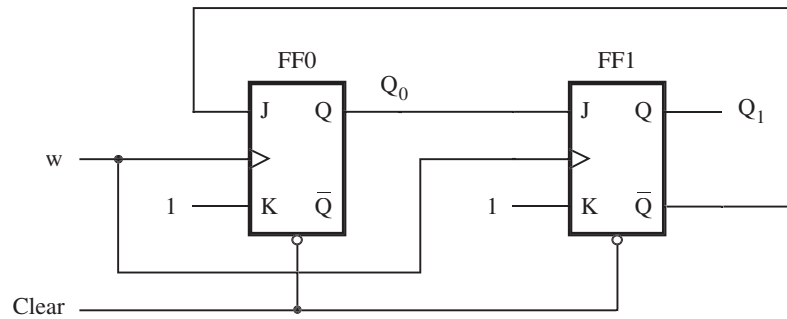 FF0 FF1
Q0
J Q J Q Q1
w
1 K Q̅ 1 K Q̅
Clear